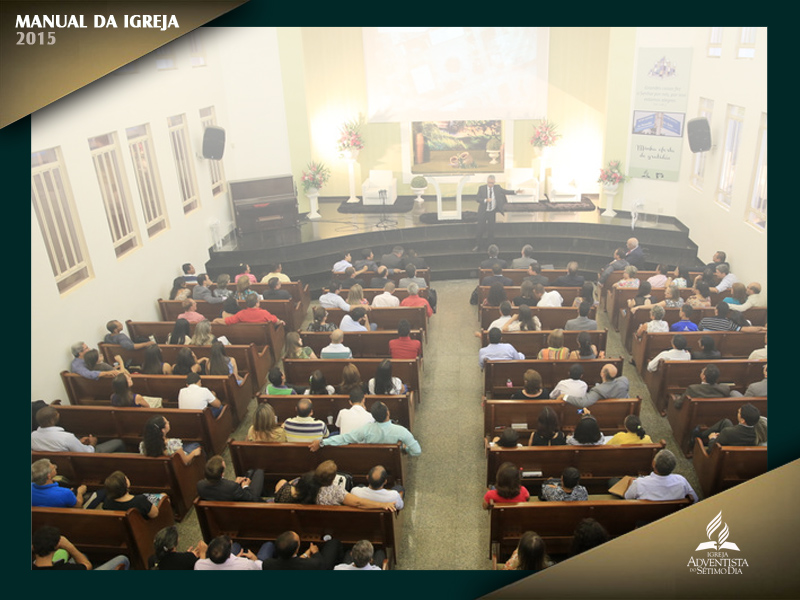 MANUAL DA IGREJA
2015
IGREJA
ADVENTISTA
DO SÉTIMO DIA